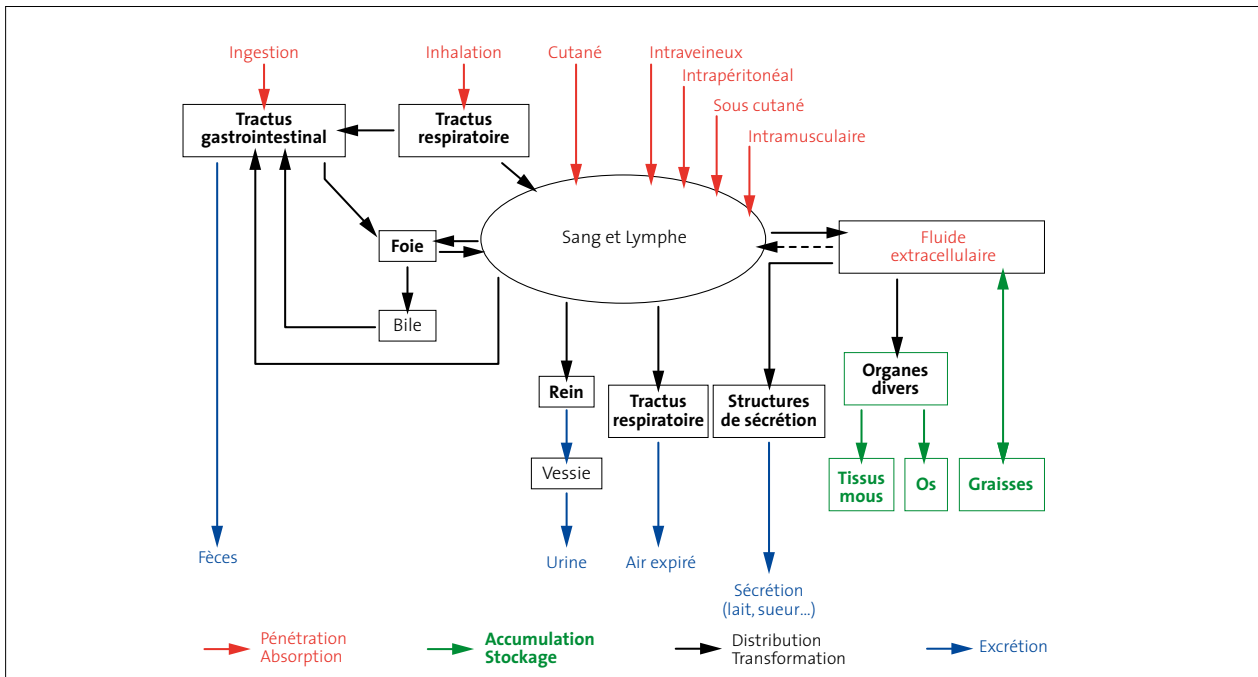 Ingestion
Inhalation
Cutané
Intraveineux
Intrapéritonéal
Sous cutané
Intramusculaire
Tractus
gastrointestinal
Tractus
respiratoire
Sang et Lymphe
Fluide
extracellulaire
Foie
Bile
Rein
Tractus
respiratoire
Structures
de sécrétion
Organes
divers
Vessie
Tissus
mous
Os
Graisses
Fèces
Urine
Air expiré
Sécrétion
(lait, sueur...)
Pénétration
Absorption
Accumulation
Stockage
Distribution
Transformation
Excrétion